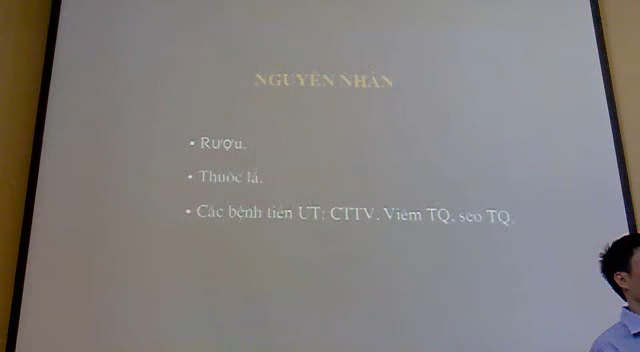 NGUYÊN NHÂN
• Rượu.
• Thuốc lá.
• Các bệnh tiền UT: CTTV, Viêm TQ, sẹo TQ.